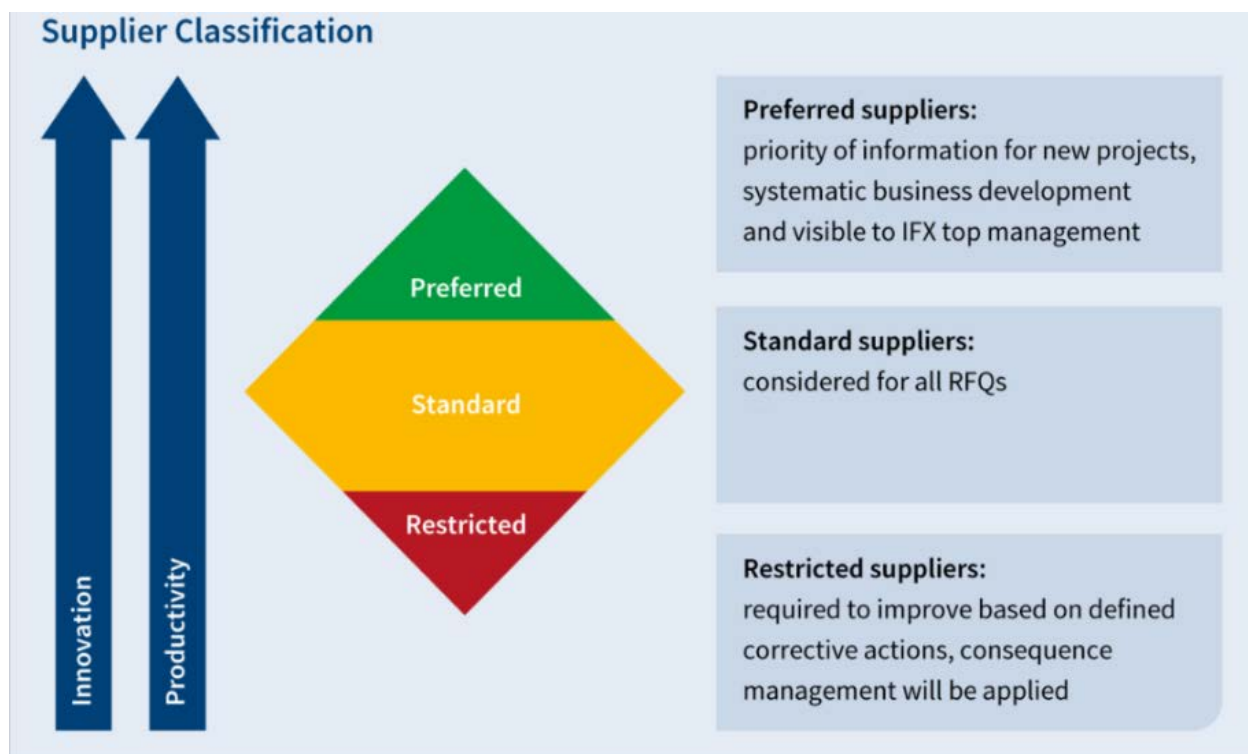 Supplier Classification
Innovation
Productivity
Preferred
Standard
Restricted
Preferred suppliers:
priority of information for new projects,
systematic business development
and visible to IFX top management
Standard suppliers:
considered for all RFQs
Restricted suppliers:
required to improve based on defined
corrective actions, consequence
management will be applied